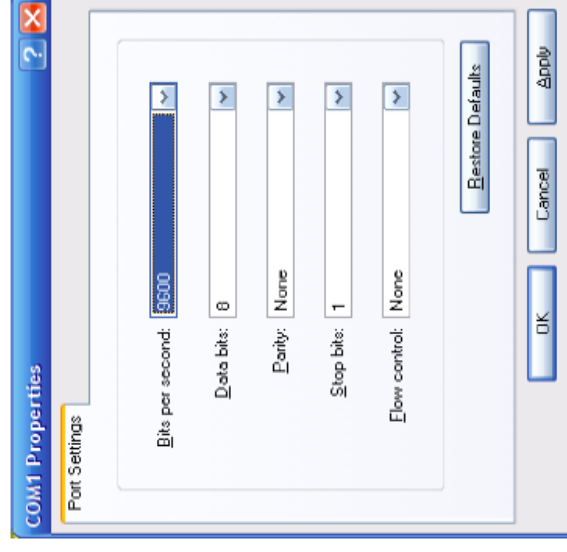 COM1 Properties
Port Settings
Bits per second: 9600
Data bits: 8
Parity: None
Stop bits: 1
Flow control: None
Restore Defaults
OK Cancel Apply